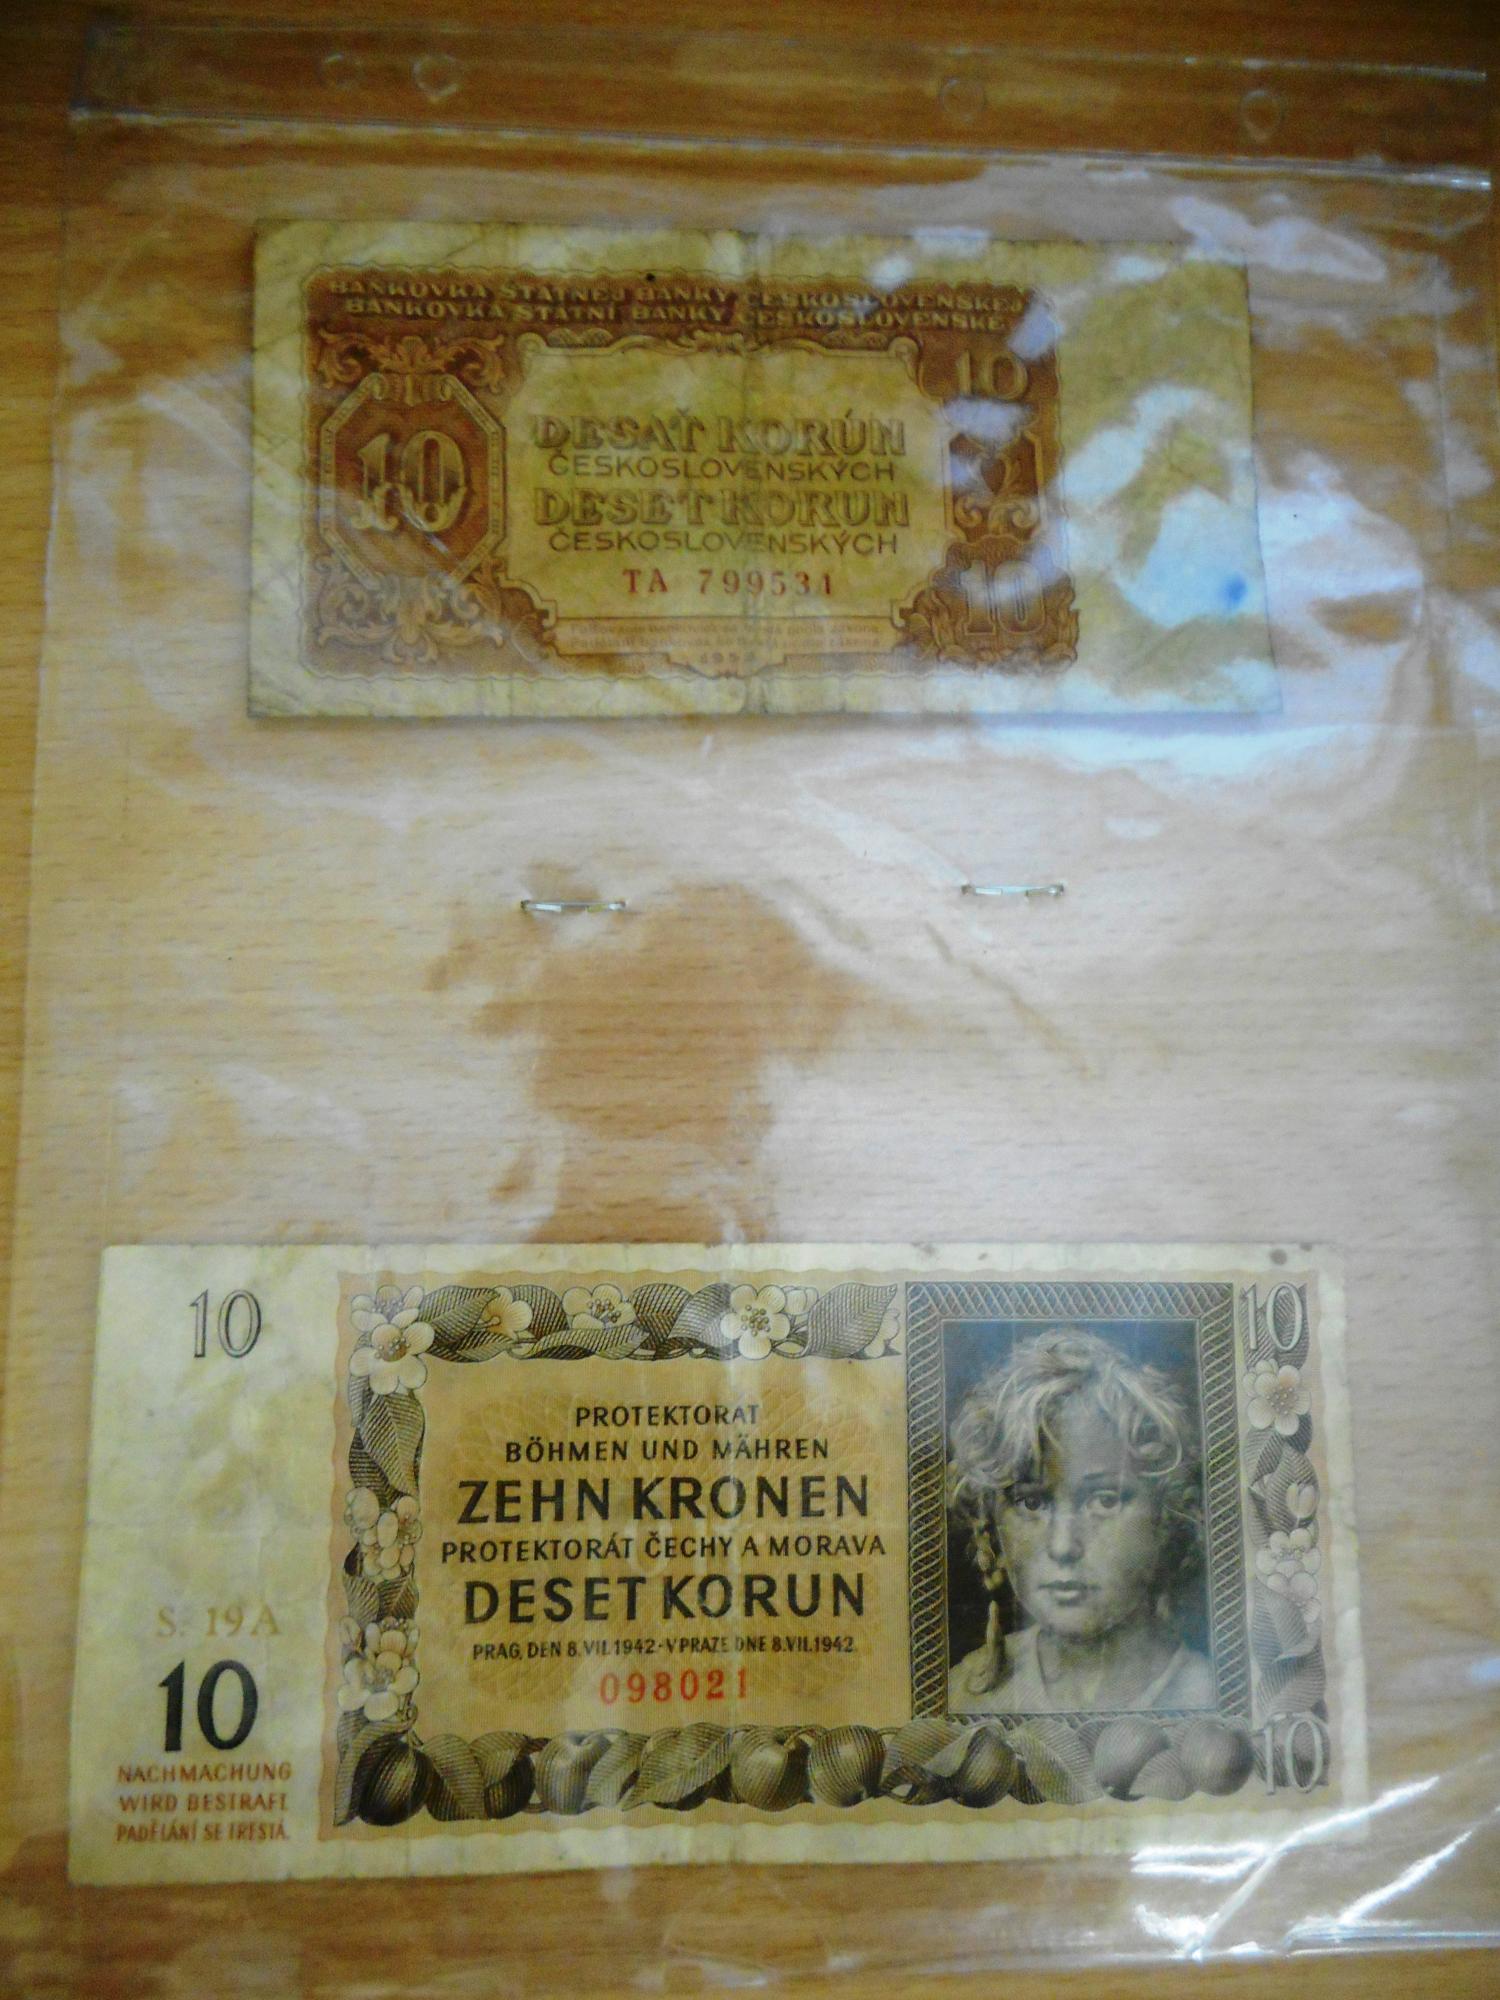 BANKOVKA ŠTÁTNEJ BANKY ČESKOSLOVENSKEJ
BANKOVKA STÁTNÍ BANKY ČESKOSLOVENSKÉ
10
10
DESAŤ KORÚN
ČESKOSLOVENSKÝCH
DESET KORUN
ČESKOSLOVENSKÝCH
TA 799531
10
10
10
PROTEKTORAT
BÖHMEN UND MÄHREN
ZEHN KRONEN
PROTEKTORÁT ČECHY A MORAVA
DESET KORUN
PRAG, DEN 8.VII.1942-V PRAZE DNE 8.VII.1942
098021
S. 19A
10
NACHMACHUNG
WIRD BESTRAFT
PADĚLÁNÍ SE TRESTÁ.
10